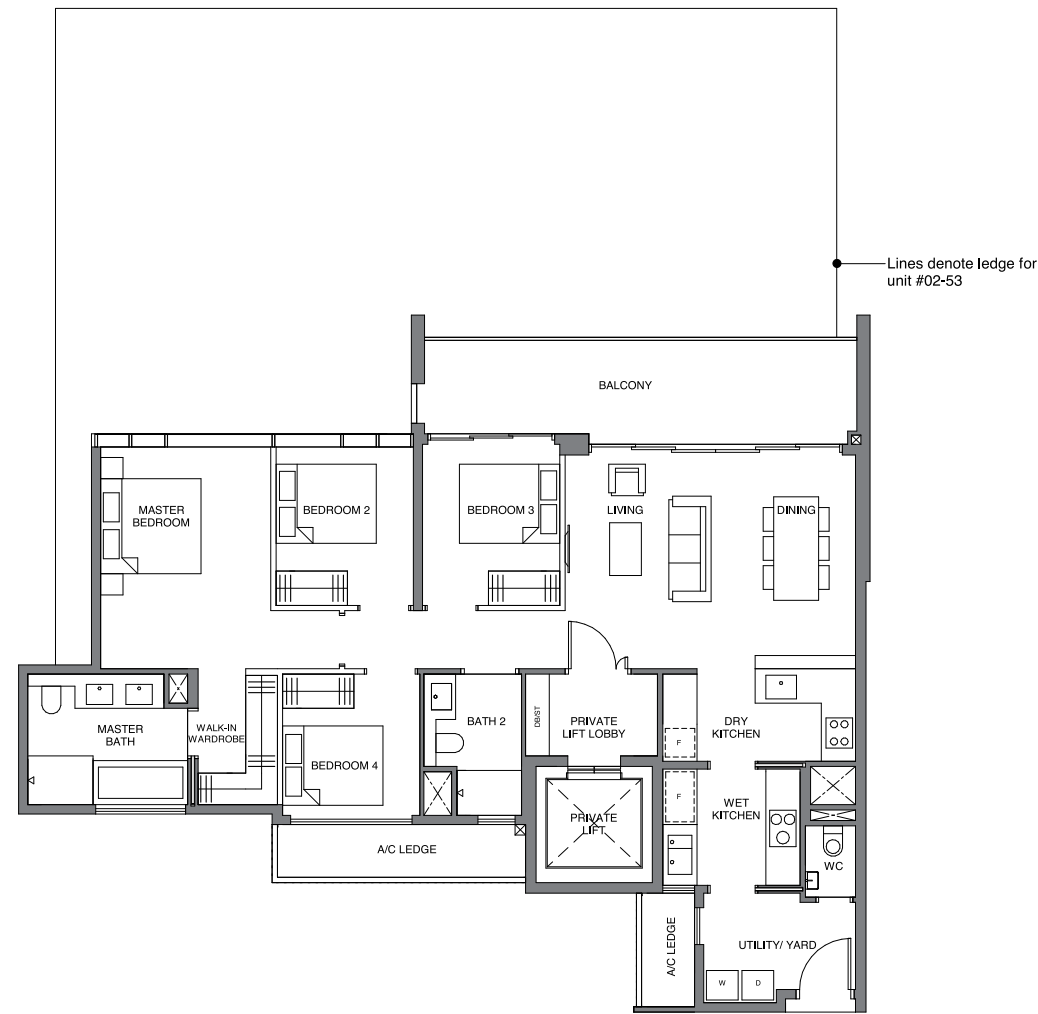 Lines denote ledge for
unit #02-53
BALCONY
MASTER
BEDROOM
BEDROOM 2
BEDROOM 3
LIVING
DINING
MASTER
BATH
WALK-IN
WARDROBE
BEDROOM 4
BATH 2
DB/ST
PRIVATE
LIFT LOBBY
F
DRY
KITCHEN
F
WET
KITCHEN
PRIVATE
LIFT
A/C LEDGE
WC
A/C LEDGE
UTILITY/ YARD
W
D